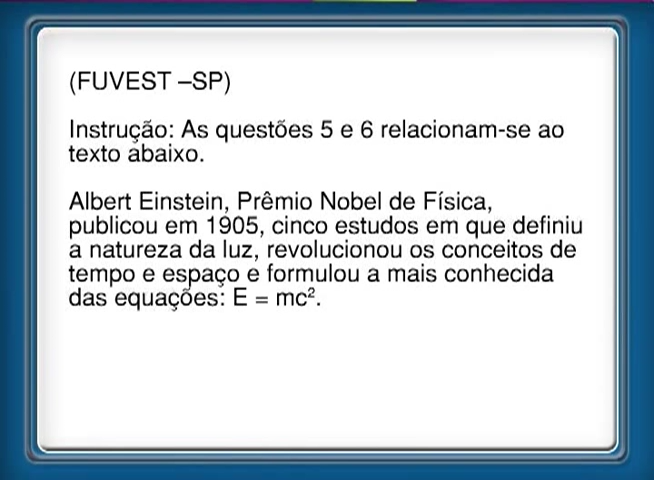 (FUVEST –SP)
Instrução: As questões 5 e 6 relacionam-se ao
texto abaixo.
Albert Einstein, Prêmio Nobel de Física,
publicou em 1905, cinco estudos em que definiu
a natureza da luz, revolucionou os conceitos de
tempo e espaço e formulou a mais conhecida
das equações: E = mc².